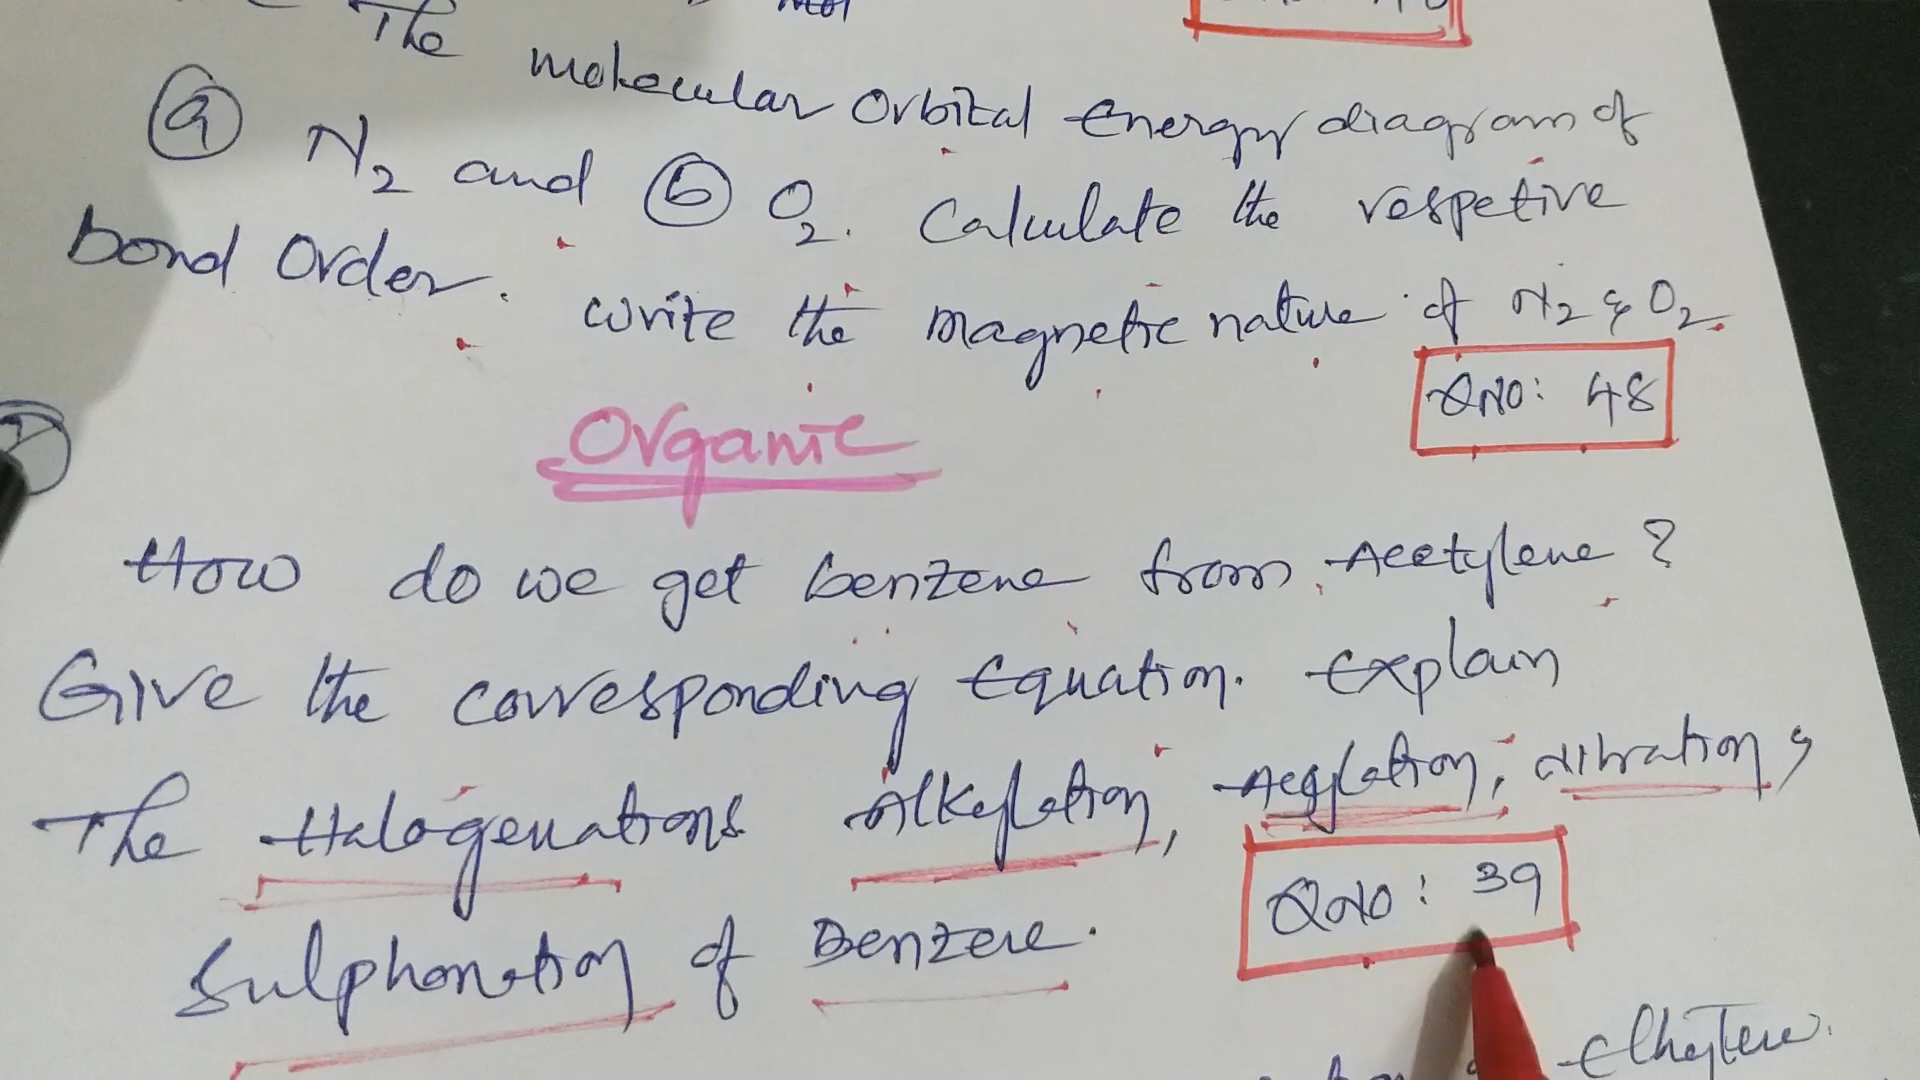 The molecular orbital Energy diagram of
(a) N2 and (b) O2. Calculate the respetive
bond order. write the magnetic nature of N2 & O2.
QNO: 48
Organic
How do we get benzene from Acetylene?
Give the corresponding Equation. Explain
The Halogenations Alkylation, Acylation, Nitration &
Sulphonation of Benzene.
QNO: 39